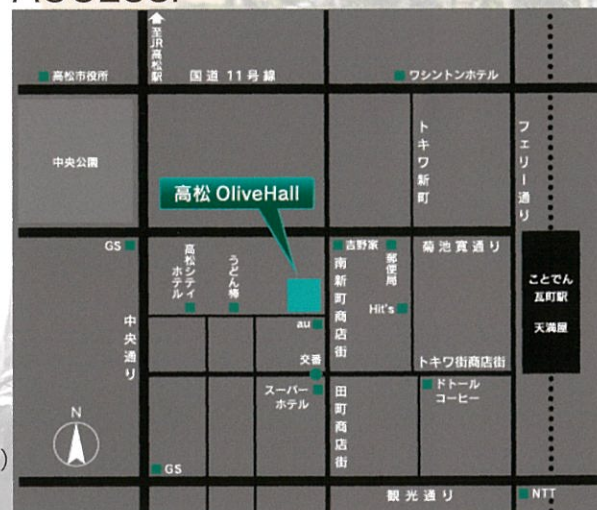 ACCESS.
至JR高松駅
高松市役所
国道 11号線
ワシントンホテル
中央公園
トキワ新町
フェリー通り
高松 OliveHall
GS
高松シティホテル
うどん棒
吉野家
郵便局
菊池寛通り
南新町商店街
Hit's
ことでん
瓦町駅
天満屋
au
中央通り
交番
トキワ街商店街
スーパー
ホテル
田町商店街
ドトール
コーヒー
N
)
GS
観光通り
NTT